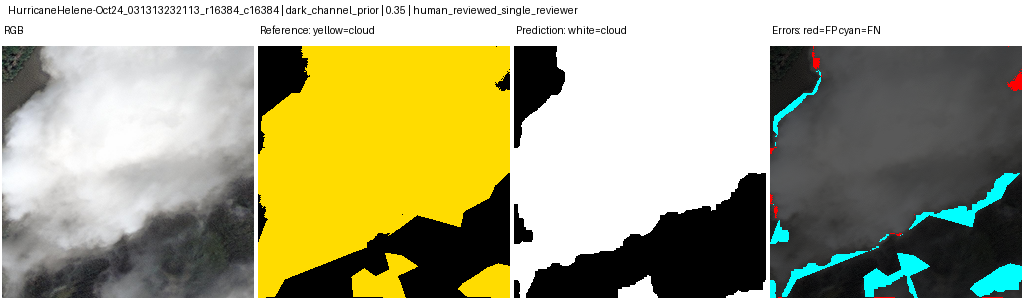 HurricaneHelene-Oct24_031313232113_r16384_c16384 | dark_channel_prior | 0.35 | human_reviewed_single_reviewer
RGB
Reference: yellow=cloud
Prediction: white=cloud
Errors: red=FP cyan=FN